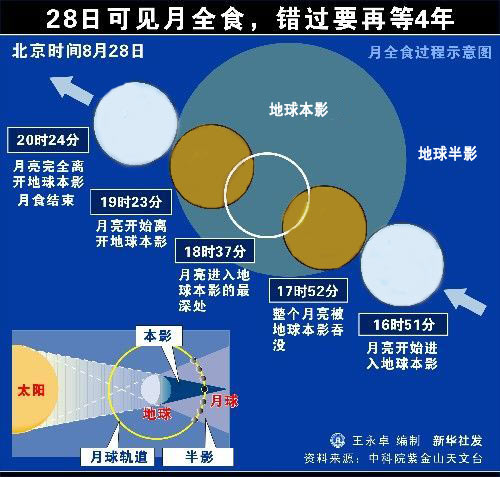 28日可见月全食，错过要再等4年
北京时间8月28日
月全食过程示意图
地球本影
地球半影
20时24分
月亮完全离
开地球本影
月食结束
19时23分
月亮开始离
开地球本影
18时37分
月亮进入地
球本影的最
深处
17时52分
整个月亮被
地球本影吞
没
16时51分
月亮开始进
入地球本影
本影
太阳
地球
月球
月球轨道
半影
王永卓 编制 新华社发
资料来源：中科院紫金山天文台